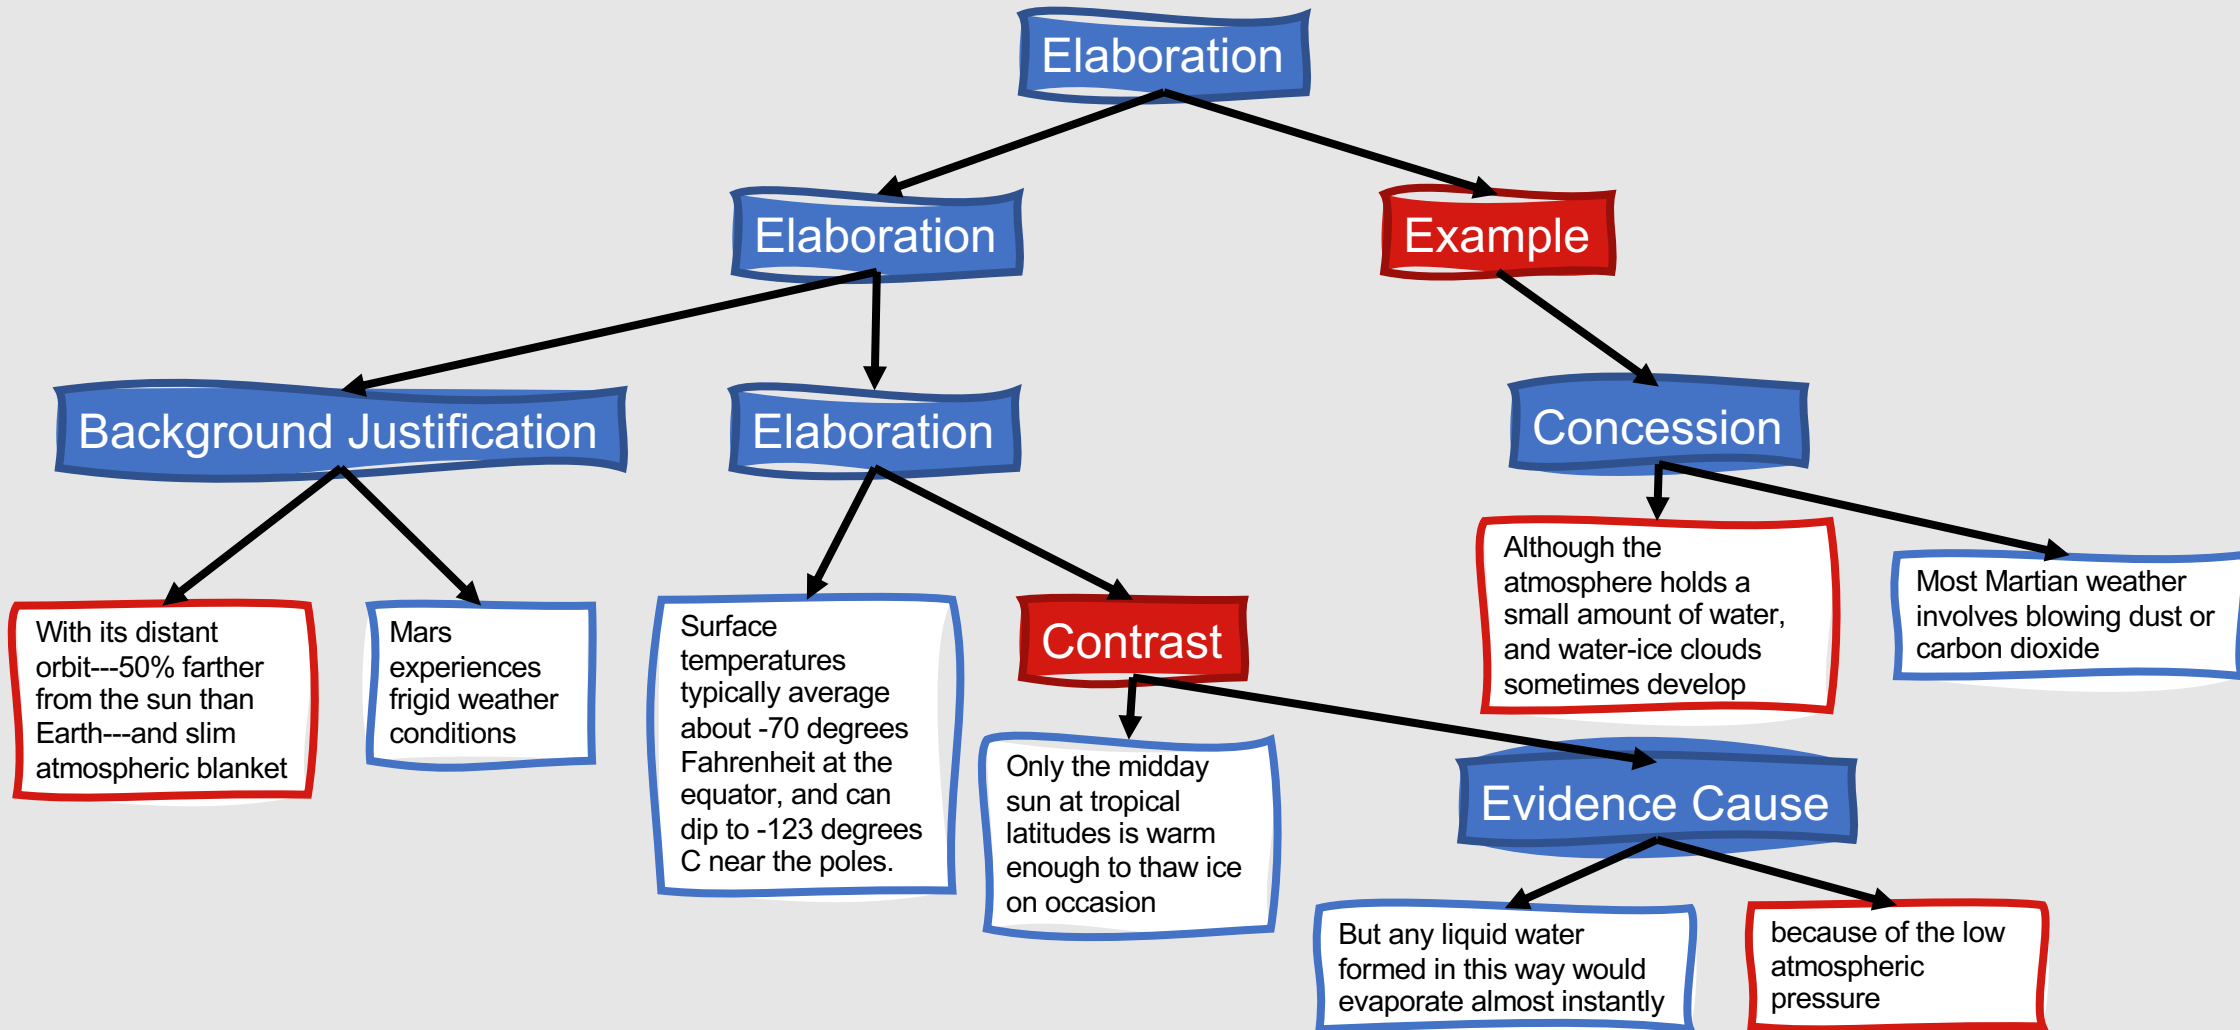 Elaboration
Elaboration
Example
Background Justification
Elaboration
Concession
With its distant
orbit---50% farther
from the sun than
Earth---and slim
atmospheric blanket
Mars
experiences
frigid weather
conditions
Surface
temperatures
typically average
about -70 degrees
Fahrenheit at the
equator, and can
dip to -123 degrees
C near the poles.
Contrast
Although the
atmosphere holds a
small amount of water,
and water-ice clouds
sometimes develop
Most Martian weather
involves blowing dust or
carbon dioxide
Only the midday
sun at tropical
latitudes is warm
enough to thaw ice
on occasion
Evidence Cause
But any liquid water
formed in this way would
evaporate almost instantly
because of the low
atmospheric
pressure